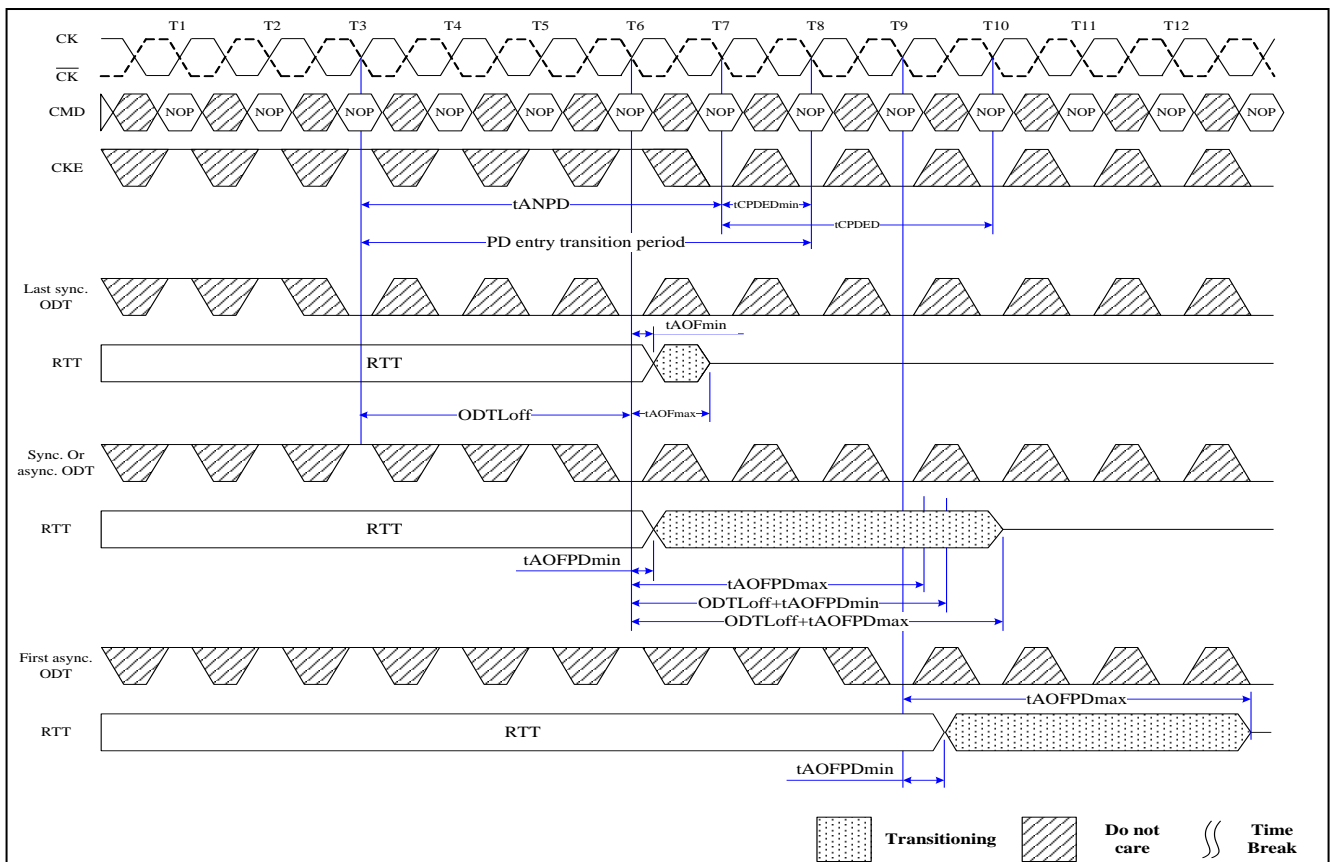 T1 T2 T3 T4 T5 T6 T7 T8 T9 T10 T11 T12
CK
CK
CMD NOP NOP NOP NOP NOP NOP NOP NOP NOP NOP NOP NOP NOP
CKE
tANPD tCPDEDmin
tCPDED
PD entry transition period
Last sync.
ODT
tAOFmin
RTT RTT
ODTLoff tAOFmax
Sync. Or
async. ODT
RTT RTT
tAOFPDmin
tAOFPDmax
ODTLoff+tAOFPDmin
ODTLoff+tAOFPDmax
First async.
ODT
tAOFPDmax
RTT RTT
tAOFPDmin
Transitioning
Do not
care
Time
Break